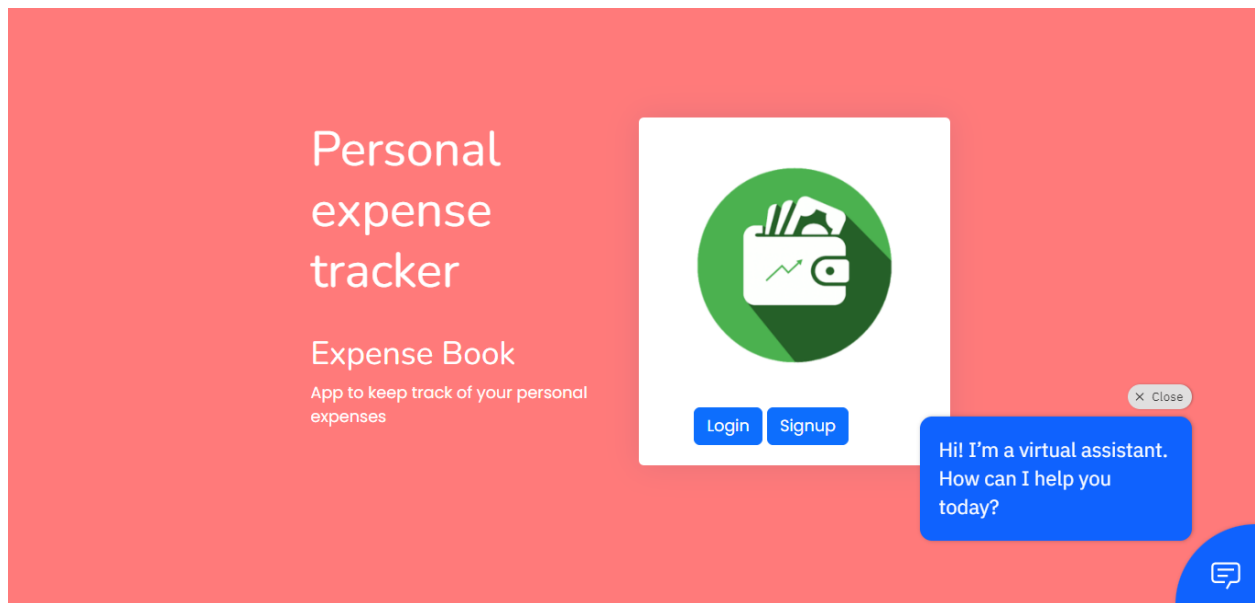 Personal
expense
tracker
Expense Book
App to keep track of your personal
expenses
Login
Signup
Close
Hi! I’m a virtual assistant.
How can I help you
today?